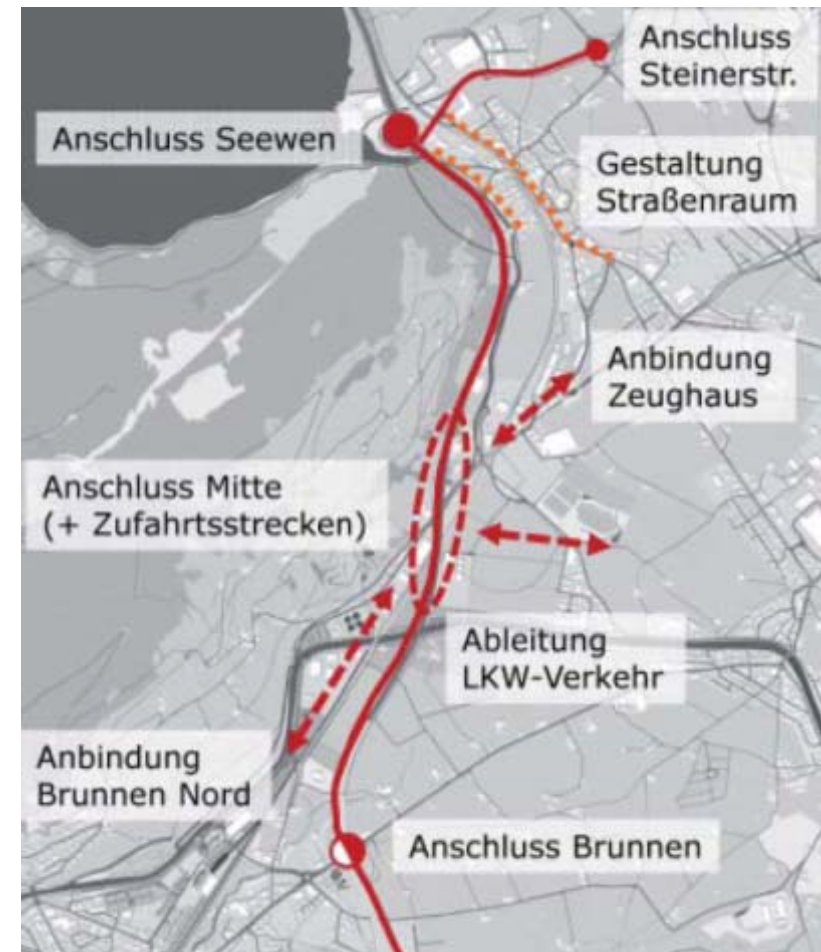 Anschluss
Steinerstr.
Anschluss Seewen
Gestaltung
Straßenraum
Anbindung
Zeughaus
Anschluss Mitte
(+ Zufahrtsstrecken)
Ableitung
LKW-Verkehr
Anbindung
Brunnen Nord
Anschluss Brunnen